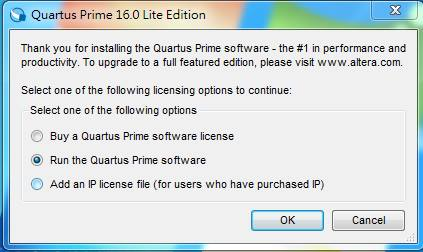 Quartus Prime 16.0 Lite Edition
Thank you for installing the Quartus Prime software - the #1 in performance and
productivity. To upgrade to a full featured edition, please visit www.altera.com.
Select one of the following licensing options to continue:
Select one of the following options
Buy a Quartus Prime software license
Run the Quartus Prime software
Add an IP license file (for users who have purchased IP)
OK Cancel